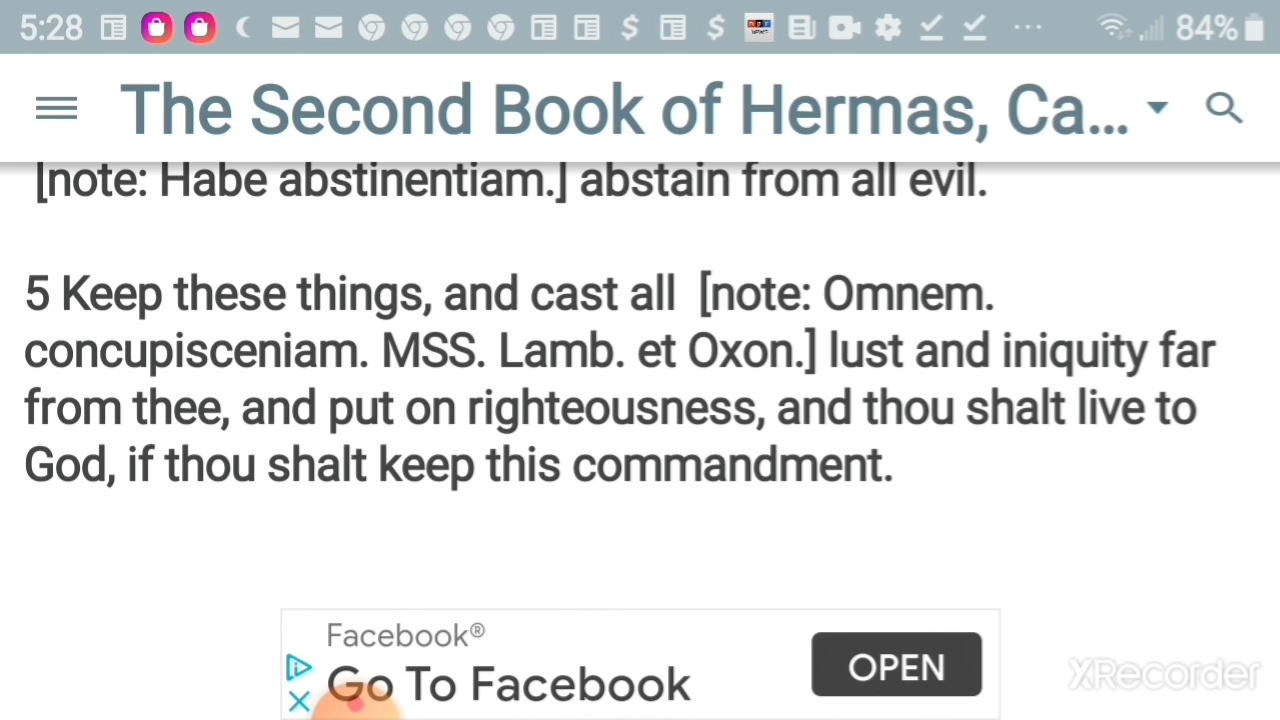 5:28 84%
The Second Book of Hermas, Ca...
[note: Habe abstinentiam.] abstain from all evil.
5 Keep these things, and cast all [note: Omnem.
concupisceniam. MSS. Lamb. et Oxon.] lust and iniquity far
from thee, and put on righteousness, and thou shalt live to
God, if thou shalt keep this commandment.
Facebook®
Go To Facebook
OPEN
XRecorder